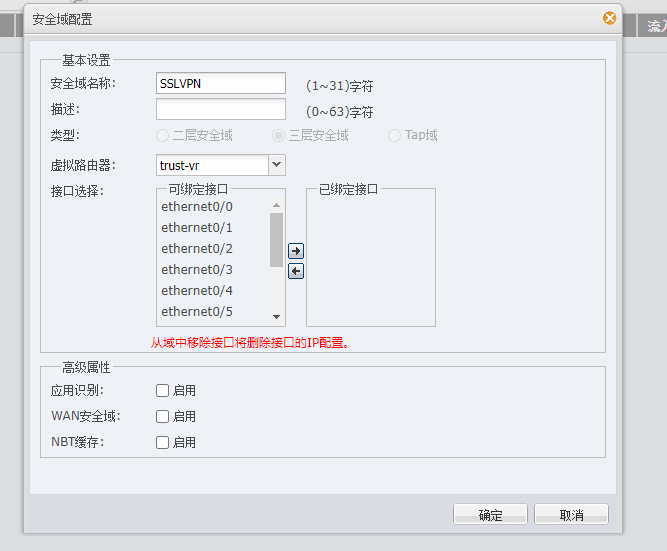 安全域配置
流入
基本设置
安全域名称: SSLVPN (1~31)字符
描述: (0~63)字符
类型: 二层安全域 三层安全域 Tap域
虚拟路由器: trust-vr
接口选择: 可绑定接口 已绑定接口
ethernet0/0
ethernet0/1
ethernet0/2
ethernet0/3
ethernet0/4
ethernet0/5
从域中移除接口将删除接口的IP配置。
高级属性
应用识别: 启用
WAN安全域: 启用
NBT缓存: 启用
确定 取消